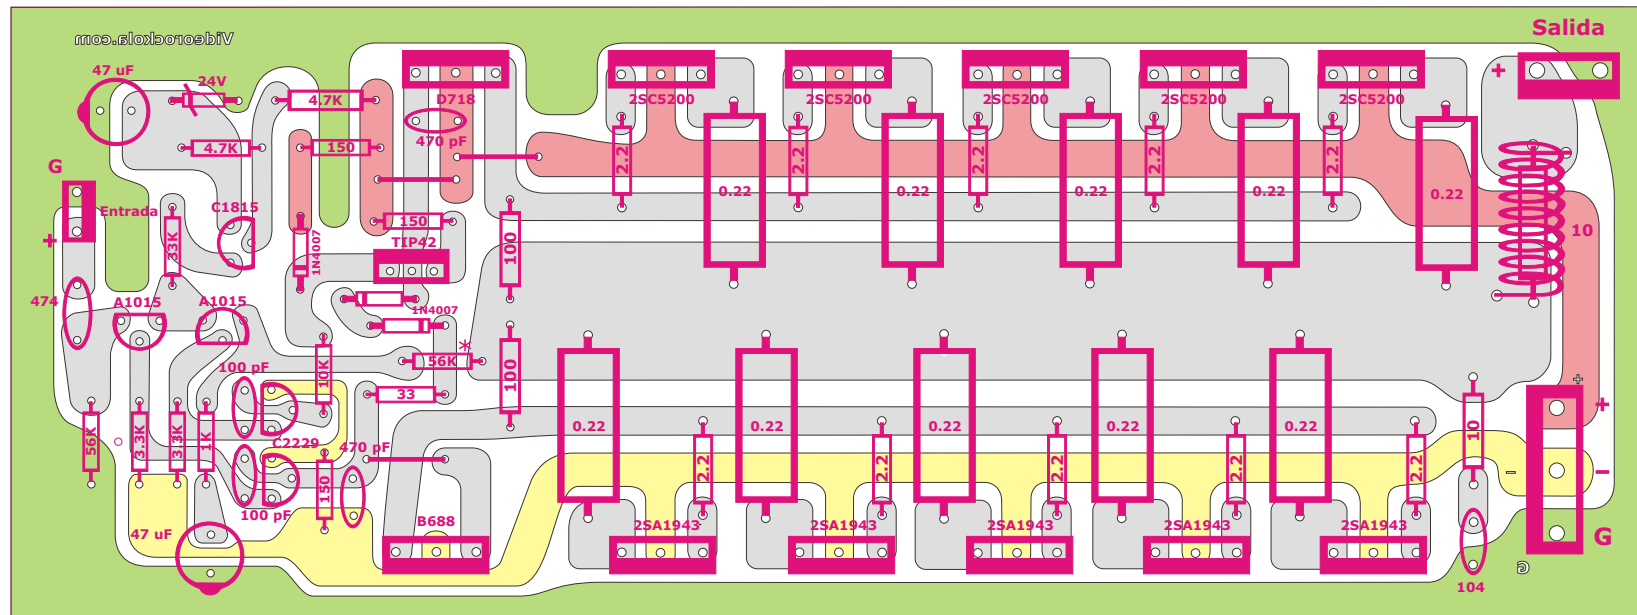 Videorockola.com
Salida
+
47 uF
24V
4.7K
D718
2SC5200
2SC5200
2SC5200
2SC5200
2SC5200
470 pF
4.7K
150
2.2
2.2
2.2
2.2
2.2
G
Entrada
+
C1815
150
0.22
0.22
0.22
0.22
0.22
33K
1N4007
TIP42
100
10
474
A1015
A1015
1N4007
*
56K
100
100 pF
10K
33
+
+
56K
3.3K
3.3K
1K
C2229
470 pF
0.22
0.22
0.22
0.22
0.22
10
2.2
2.2
2.2
2.2
2.2
150
-
-
100 pF
47 uF
B688
2SA1943
2SA1943
2SA1943
2SA1943
2SA1943
G
G
104